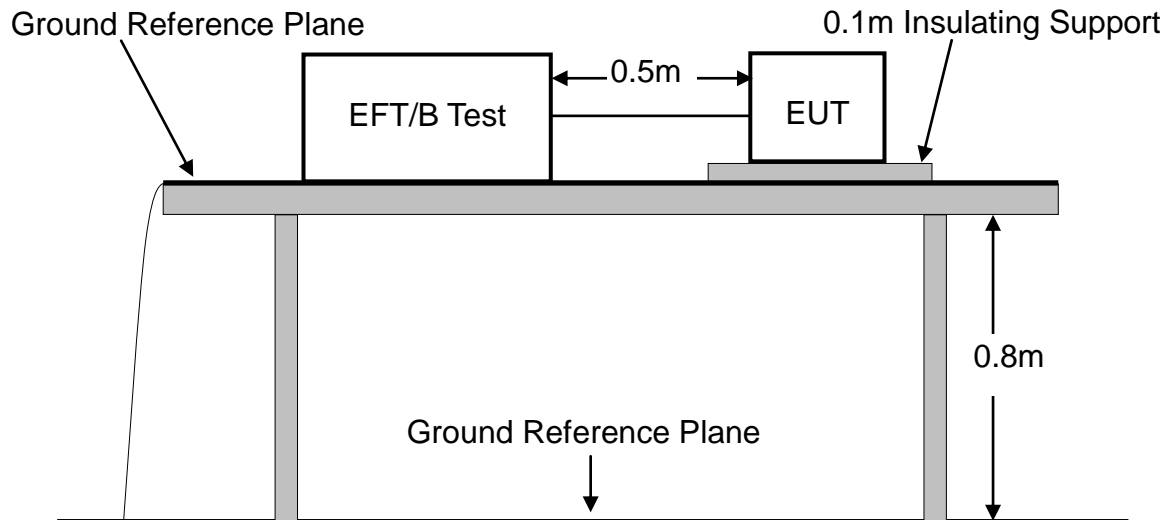 Ground Reference Plane
0.1m Insulating Support
0.5m
EFT/B Test
EUT
0.8m
Ground Reference Plane